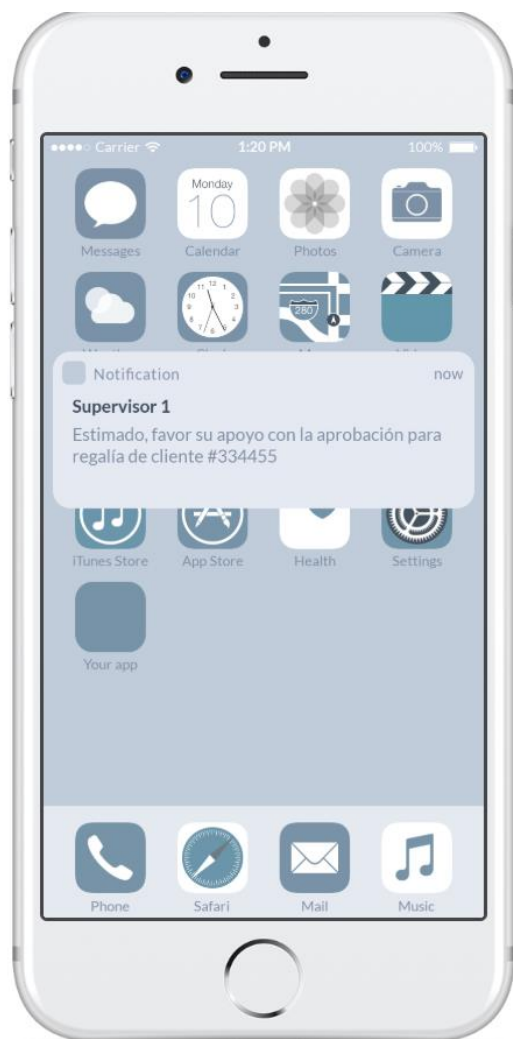 Carrier 1:20 PM 100%
Monday
10
Messages Calendar Photos Camera
12
280
Notification now
Supervisor 1
Estimado, favor su apoyo con la aprobación para
regalía de cliente #334455
iTunes Store App Store Health Settings
Your app
Phone Safari Mail Music